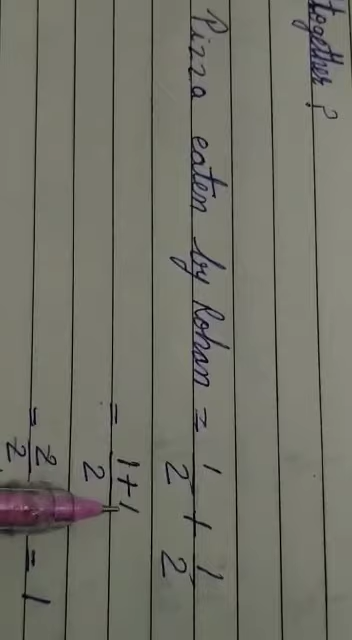 together?
Pizza eaten by Rohan = 1/2 + 1/2
= 1+1/2
= 2/2 = 1